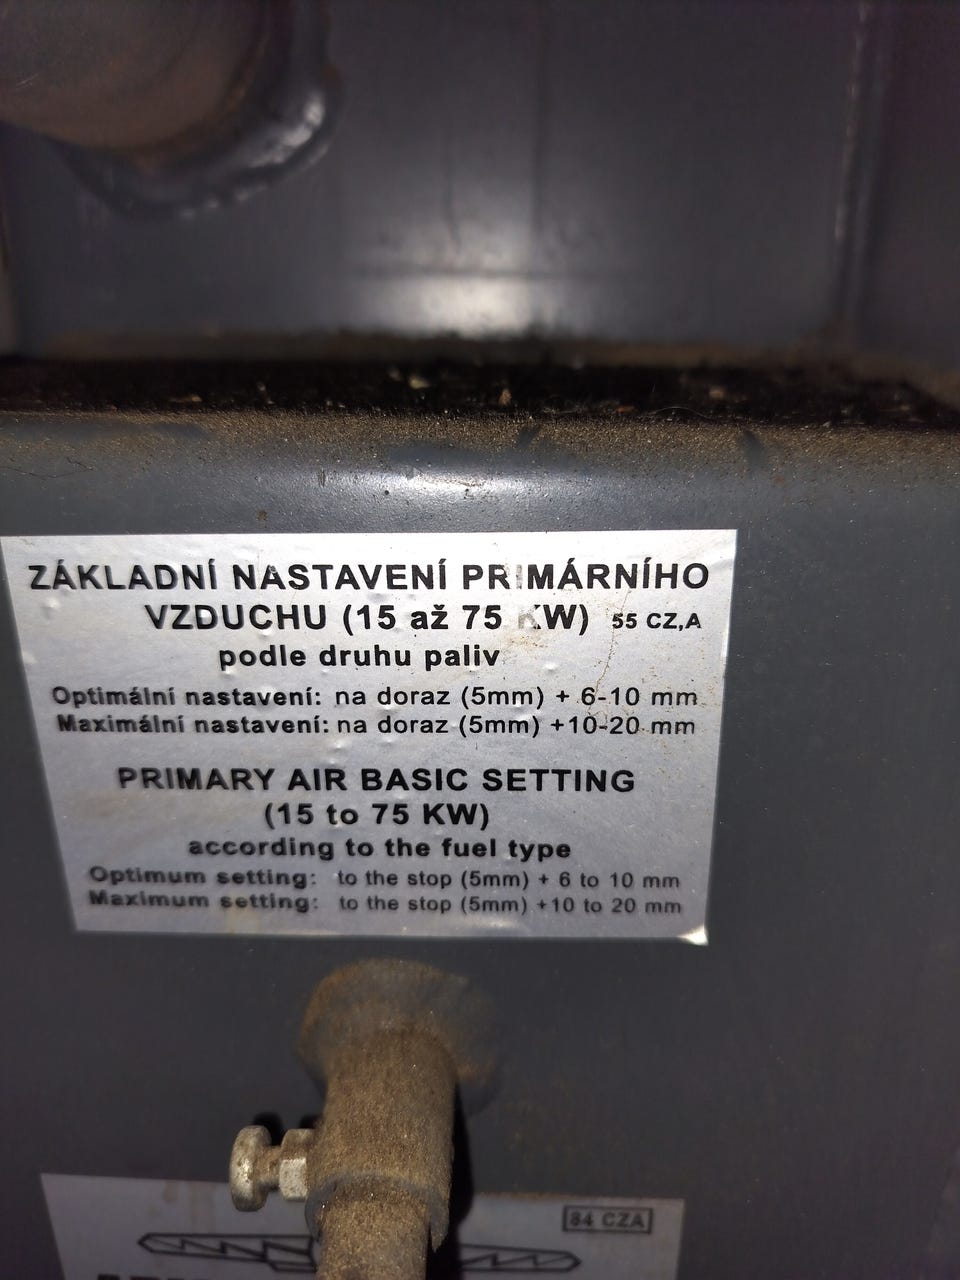 ZÁKLADNÍ NASTAVENÍ PRIMÁRNÍHO
VZDUCHU (15 až 75 KW) 55 CZ,A
podle druhu paliv
Optimální nastavení: na doraz (5mm) + 6-10 mm
Maximální nastavení: na doraz (5mm) +10-20 mm
PRIMARY AIR BASIC SETTING
(15 to 75 KW)
according to the fuel type
Optimum setting: to the stop (5mm) + 6 to 10 mm
Maximum setting: to the stop (5mm) +10 to 20 mm
84 CZA